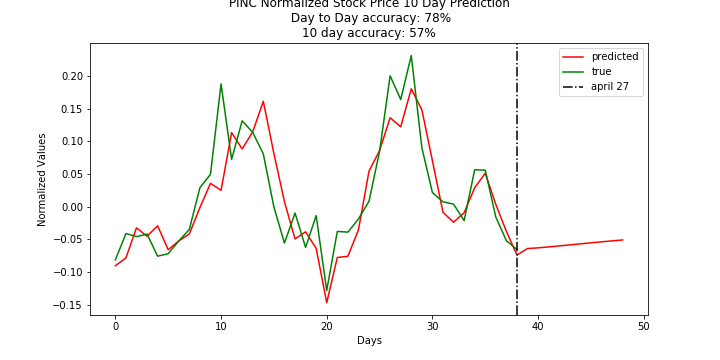 PINC Normalized Stock Price 10 Day Prediction
Day to Day accuracy: 78%
10 day accuracy: 57%
predicted
true
april 27
Normalized Values
0.20
0.15
0.10
0.05
0.00
−0.05
−0.10
−0.15
0 10 20 30 40 50
Days